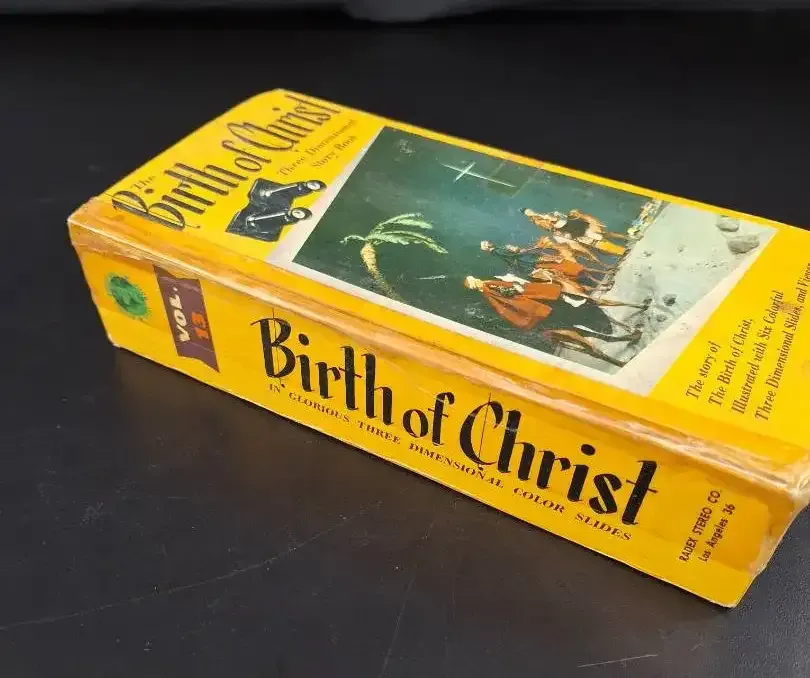 The
Birth of Christ
Three Dimensional
Story Book
The story of
The Birth of Christ,
Illustrated with Six Colorful
Three Dimensional Slides, and Viewer
VOL.
13
Birth of Christ
IN GLORIOUS THREE DIMENSIONAL COLOR SLIDES
RADEX STEREO CO.
Los Angeles 36